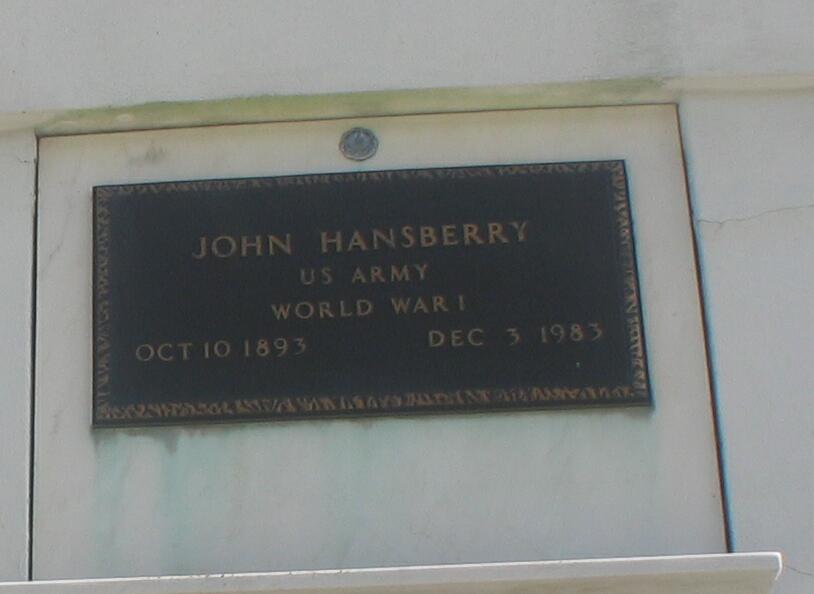 JOHN HANSBERRY
US ARMY
WORLD WAR I
OCT 10 1893 DEC 3 1983